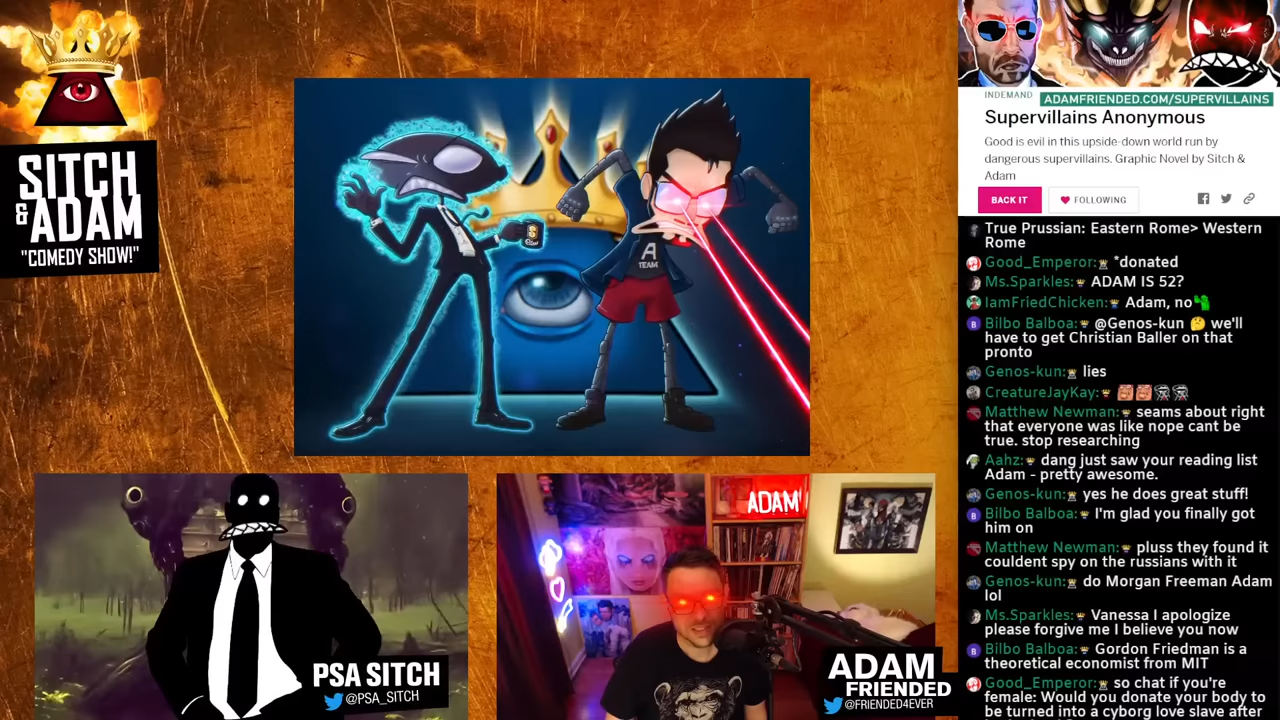 SITCH
& ADAM
"COMEDY SHOW!"
A
TEAM
$
PSA SITCH
@PSA_SITCH
ADAM
ADAM
FRIENDED
@FRIENDED4EVER
INDEMAND
ADAMFRIENDED.COM/SUPERVILLAINS
Supervillains Anonymous
Good is evil in this upside-down world run by
dangerous supervillains. Graphic Novel by Sitch &
Adam
BACK IT
FOLLOWING
True Prussian: Eastern Rome> Western
Rome
Good_Emperor: *donated
Ms.Sparkles: ADAM IS 52?
IamFriedChicken: Adam, no
B Bilbo Balboa: @Genos-kun 🤔 we'll
have to get Christian Baller on that
pronto
Genos-kun: lies
CreatureJayKay:
Matthew Newman: seams about right
that everyone was like nope cant be
true. stop researching
Aahz: dang just saw your reading list
Adam - pretty awesome.
Genos-kun: yes he does great stuff!
B Bilbo Balboa: I'm glad you finally got
him on
Matthew Newman: pluss they found it
couldent spy on the russians with it
Genos-kun: do Morgan Freeman Adam
lol
Ms.Sparkles: Vanessa I apologize
please forgive me I believe you now
B Bilbo Balboa: Gordon Friedman is a
theoretical economist from MIT
Good_Emperor: so chat if you're
female: Would you donate your body to
be turned into a cyborg love slave after